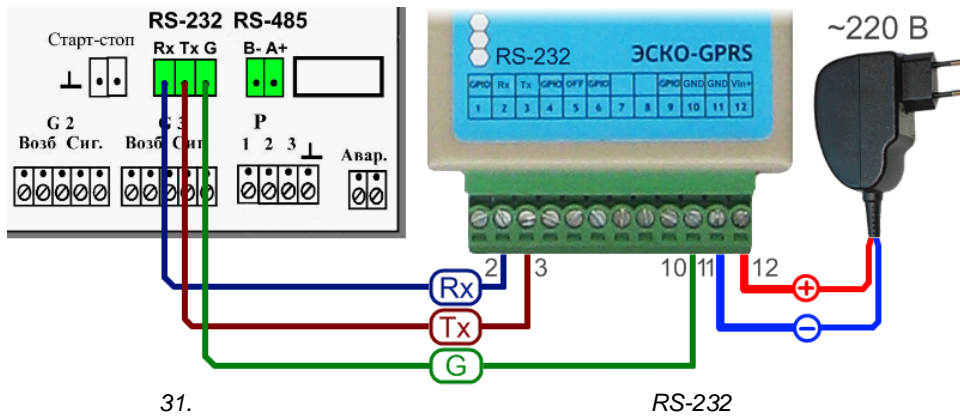 RS-232 RS-485
Старт-стоп
Rx Tx G
B- A+
G 2
Возб Сиг.
G 3
Возб Сиг
P
1 2 3
Авар.
RS-232
ЭСКО-GPRS
GPIO Rx Tx GPIO OFF GPIO GPIO GND GND Vin+
1 2 3 4 5 6 7 8 9 10 11 12
~220 В
2 3 10 11 12
Rx
+
Tx
−
G
31. RS-232